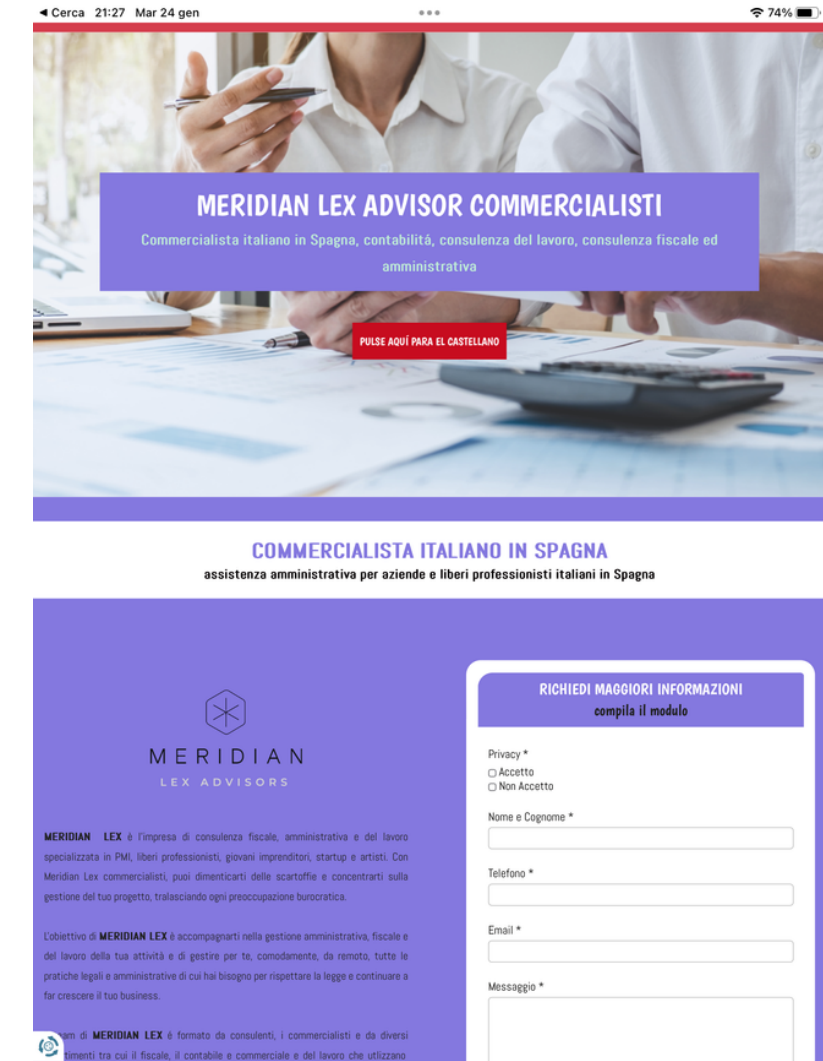 ◄ Cerca 21:27 Mar 24 gen
74%
MERIDIAN LEX ADVISOR COMMERCIALISTI
Commercialista italiano in Spagna, contabilitá, consulenza del lavoro, consulenza fiscale ed
amministrativa
PULSE AQUÍ PARA EL CASTELLANO
COMMERCIALISTA ITALIANO IN SPAGNA
assistenza amministrativa per aziende e liberi professionisti italiani in Spagna
MERIDIAN
LEX ADVISORS
MERIDIAN LEX è l'impresa di consulenza fiscale, amministrativa e del lavoro
specializzata in PMI, liberi professionisti, giovani imprenditori, startup e artisti. Con
Meridian Lex commercialisti, puoi dimenticarti delle scartoffie e concentrarti sulla
gestione del tuo progetto, tralasciando ogni preoccupazione burocratica.
L'obiettivo di MERIDIAN LEX è accompagnarti nella gestione amministrativa, fiscale e
del lavoro della tua attività e di gestire per te, comodamente, da remoto, tutte le
pratiche legali e amministrative di cui hai bisogno per rispettare la legge e continuare a
far crescere il tuo business.
di MERIDIAN LEX é formato da consulenti, i commercialisti e da diversi
tra cui il fiscale, il contabile e commerciale e del lavoro che utlizzano
RICHIEDI MAGGIORI INFORMAZIONI
compila il modulo
Privacy *
Accetto
Non Accetto
Nome e Cognome *
Telefono *
Email *
Messaggio *